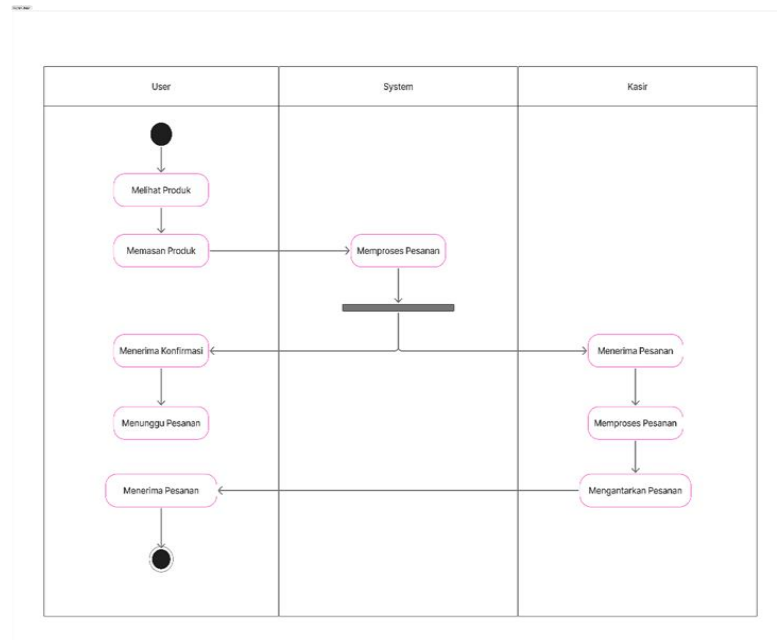 User
System
Kasir
Melihat Produk
Memasan Produk
Memproses Pesanan
Menerima Konfirmasi
Menerima Pesanan
Menunggu Pesanan
Memproses Pesanan
Menerima Pesanan
Mengantarkan Pesanan